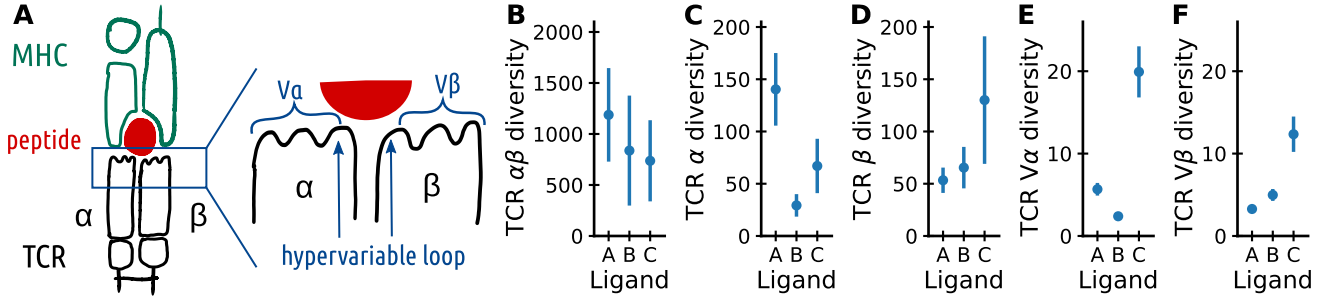 A
MHC
peptide
α
β
TCR
Vα
Vβ
α
β
hypervariable loop
B
TCR αβ diversity
2000
1500
1000
500
0
A B C
Ligand
C
TCR α diversity
200
150
100
50
0
A B C
Ligand
D
TCR β diversity
200
150
100
50
0
A B C
Ligand
E
TCR Vα diversity
20
10
0
A B C
Ligand
F
TCR Vβ diversity
20
10
0
A B C
Ligand